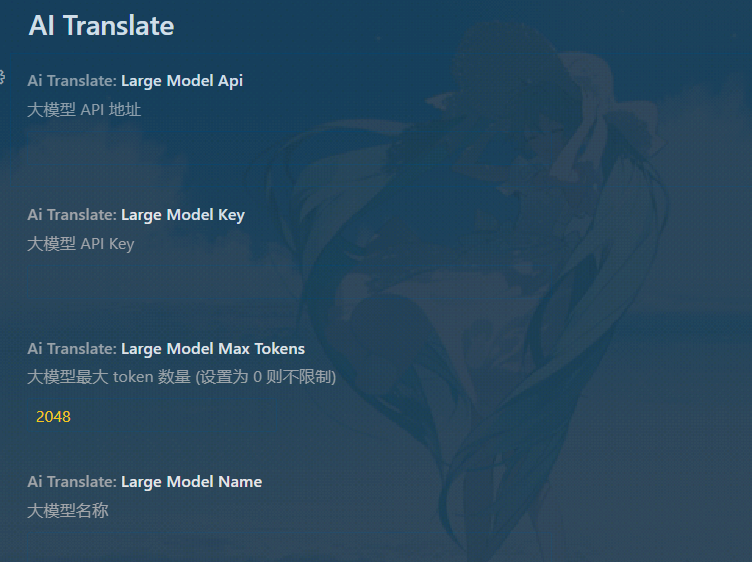 AI Translate
Ai Translate: Large Model Api
大模型 API 地址
Ai Translate: Large Model Key
大模型 API Key
Ai Translate: Large Model Max Tokens
大模型最大 token 数量 (设置为 0 则不限制)
2048
Ai Translate: Large Model Name
大模型名称